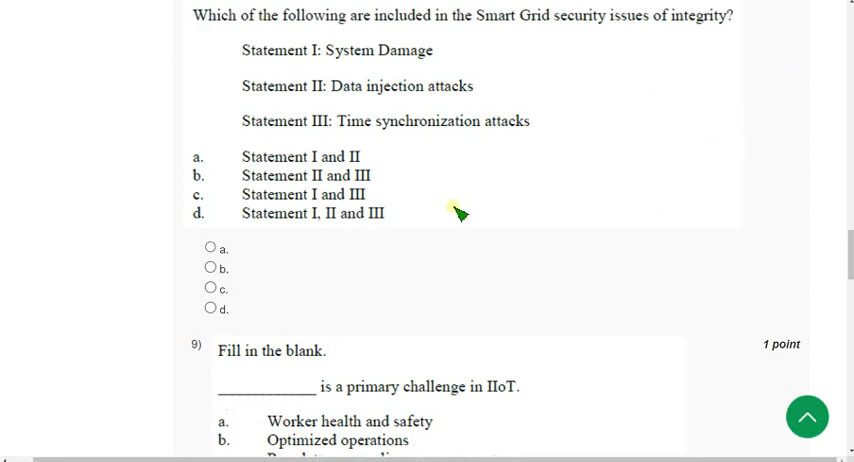 Which of the following are included in the Smart Grid security issues of integrity?
Statement I: System Damage
Statement II: Data injection attacks
Statement III: Time synchronization attacks
a. Statement I and II
b. Statement II and III
c. Statement I and III
d. Statement I, II and III
a.
b.
c.
d.
9) Fill in the blank. 1 point
____________ is a primary challenge in IIoT.
a. Worker health and safety
b. Optimized operations